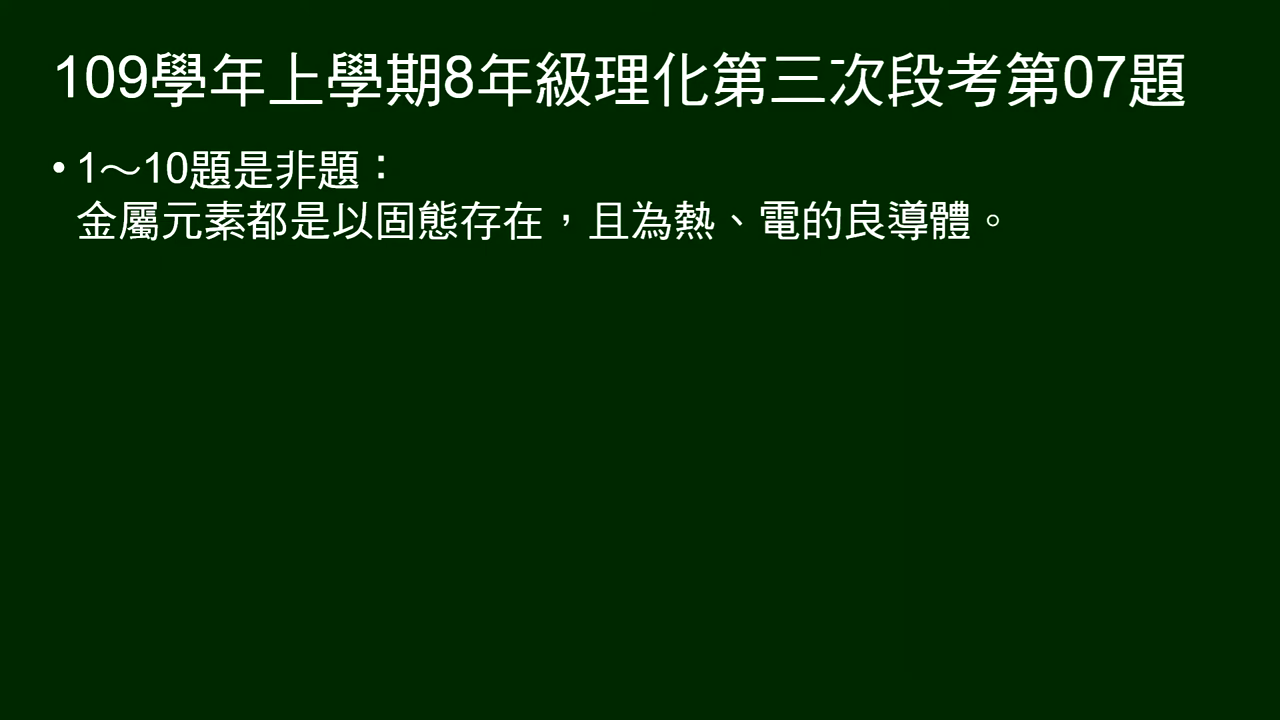 109學年上學期8年級理化第三次段考第07題
• 1～10題是非題：
金屬元素都是以固態存在，且為熱、電的良導體。